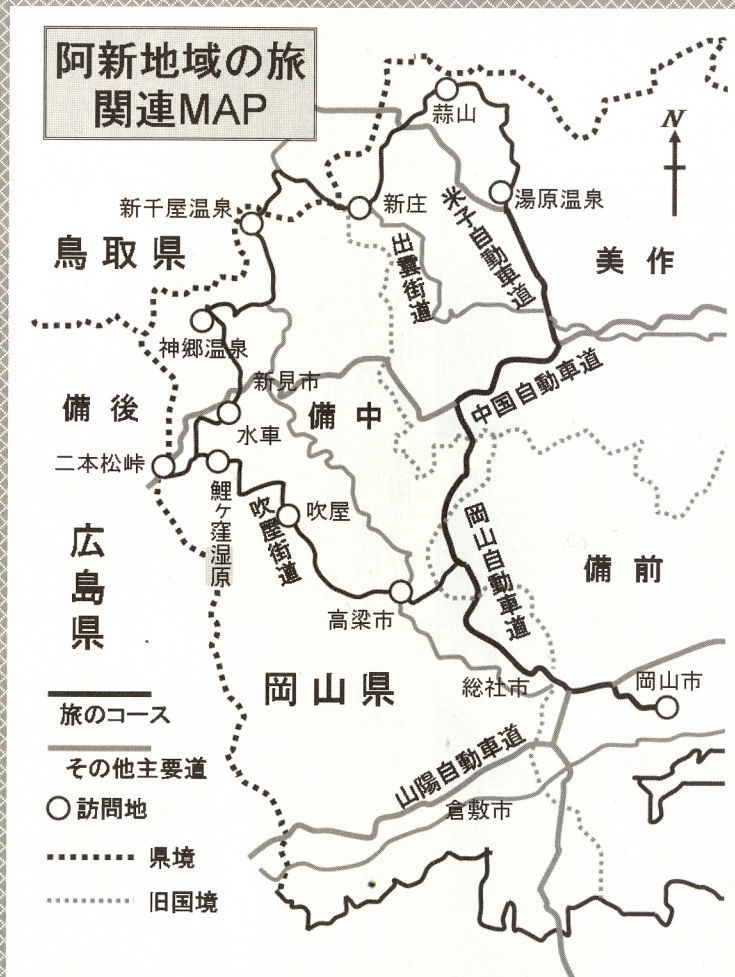 阿新地域の旅
関連MAP
蒜山
N
新千屋温泉
新庄
湯原温泉
米子自動車道
鳥取県
出雲街道
美作
神郷温泉
新見市
中国自動車道
備後
備中
水車
二本松峠
鯉ヶ窪湿原
吹屋街道
吹屋
岡山自動車道
広島県
備前
高梁市
岡山県
総社市
岡山市
旅のコース
山陽自動車道
その他主要道
倉敷市
訪問地
県境
旧国境